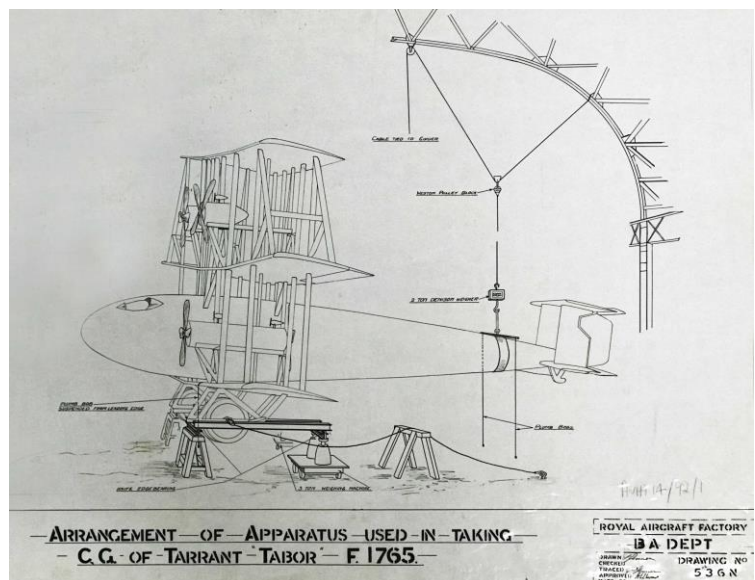 CABLE TIED TO GIRDER
WESTON PULLEY BLOCK
3 TON DENISON WEIGHER
PLUMB BOB
SUSPENDED FROM LEADING EDGE
PLUMB BOBS
KNIFE EDGE BEARING
3 TON WEIGHING MACHINE
ARRANGEMENT OF APPARATUS USED IN TAKING
C.G. OF TARRANT "TABOR" F. 1765.
ROYAL AIRCRAFT FACTORY
B A DEPT
DRAWN
CHECKED
TRACED
APPROVED
DRAWING No
536N